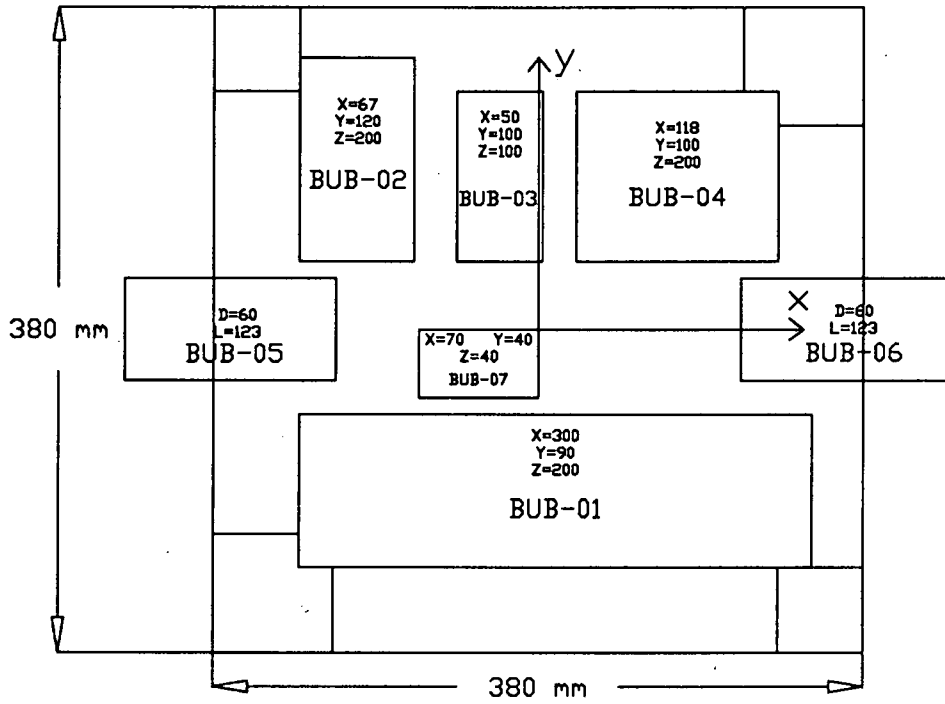 y
X=67
Y=120
Z=200
BUB-02
X=50
Y=100
Z=100
BUB-03
X=118
Y=100
Z=200
BUB-04
380 mm
D=60
L=123
BUB-05
X=70 Y=40
Z=40
BUB-07
X
D=60
L=123
BUB-06
X=300
Y=90
Z=200
BUB-01
380 mm